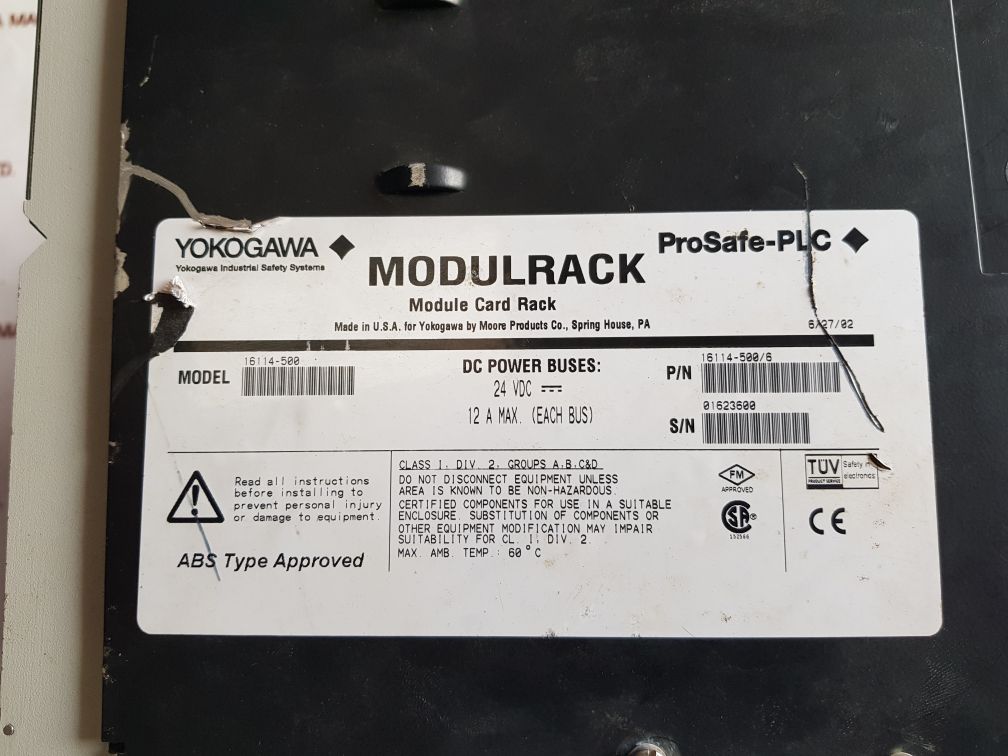 YOKOGAWA
Yokogawa Industrial Safety Systems
ProSafe-PLC
MODULRACK
Module Card Rack
Made in U.S.A. for Yokogawa by Moore Products Co., Spring House, PA
6/27/02
MODEL
16114-500
DC POWER BUSES:
24 VDC
12 A MAX. (EACH BUS)
P/N
16114-500/6
S/N
01623600
Read all instructions
before installing to
prevent personal injury
or damage to equipment.
ABS Type Approved
CLASS I, DIV. 2, GROUPS A,B,C&D
DO NOT DISCONNECT EQUIPMENT UNLESS
AREA IS KNOWN TO BE NON-HAZARDOUS.
CERTIFIED COMPONENTS FOR USE IN A SUITABLE
ENCLOSURE. SUBSTITUTION OF COMPONENTS OR
OTHER EQUIPMENT MODIFICATION MAY IMPAIR
SUITABILITY FOR CL. I, DIV. 2.
MAX. AMB. TEMP.: 60°C
FM
APPROVED
SA
®
152566
TÜV
PRODUCT SERVICE
Safety in
electronics
CE